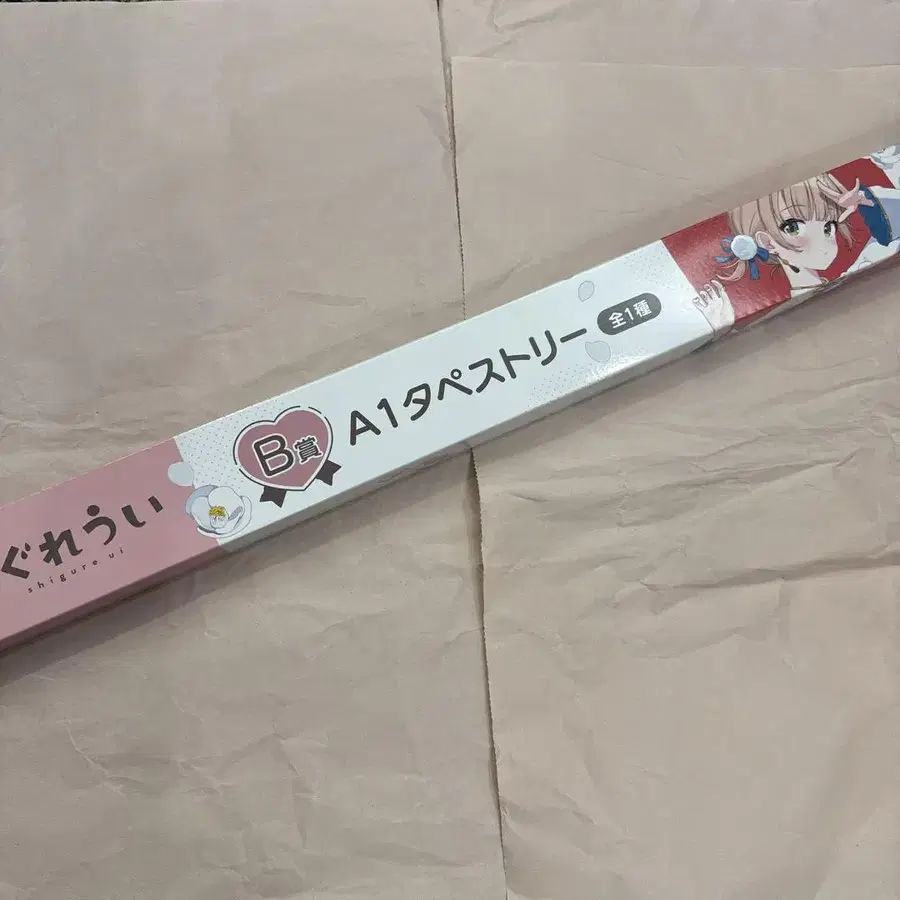 ぐれうい
shigure ui
B賞
A1タペストリー
全1種